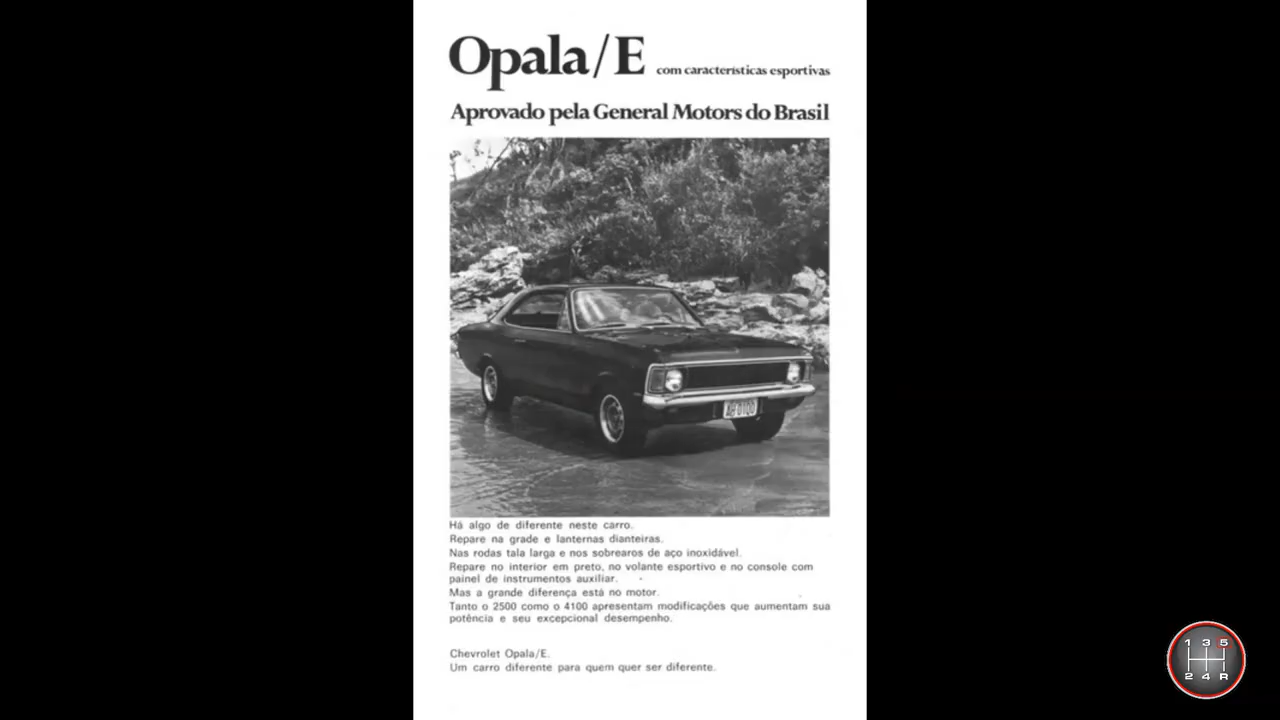 Opala/E com características esportivas
Aprovado pela General Motors do Brasil
Há algo de diferente neste carro.
Repare na grade e lanternas dianteiras.
Nas rodas tala larga e nos sobrearos de aço inoxidável.
Repare no interior em preto, no volante esportivo e no console com
painel de instrumentos auxiliar.
Mas a grande diferença está no motor.
Tanto o 2500 como o 4100 apresentam modificações que aumentam sua
potência e seu excepcional desempenho.
Chevrolet Opala/E.
Um carro diferente para quem quer ser diferente.
1 3 5
2 4 R